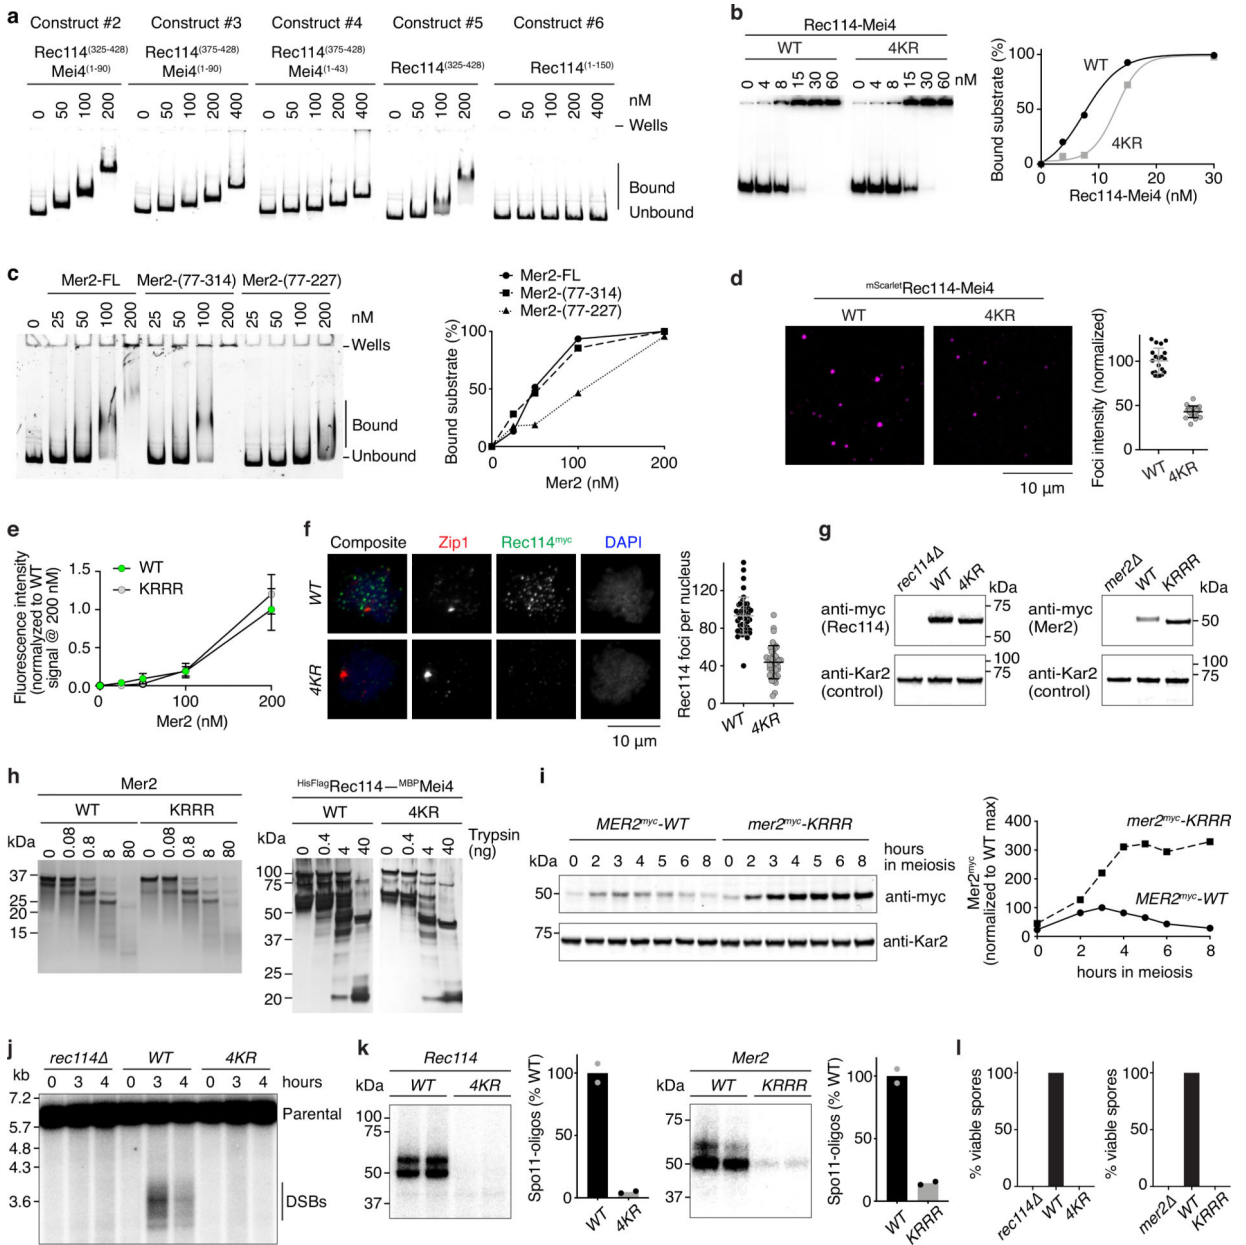 a
Construct #2 Construct #3 Construct #4 Construct #5 Construct #6
Rec114(325-428) Rec114(375-428) Rec114(375-428)
Mei4(1-90) Mei4(1-90) Mei4(1-43) Rec114(325-428) Rec114(1-150)
0 50 100 200 0 50 100 200 400 0 50 100 200 400 0 50 100 200 0 50 100 200 400 nM
Wells
Bound
Unbound
b
Rec114-Mei4
WT 4KR
0 4 8 15 30 60 0 4 8 15 30 60 nM
Bound substrate (%)
100
50
0
WT
4KR
0 10 20 30
Rec114-Mei4 (nM)
c
Mer2-FL Mer2-(77-314) Mer2-(77-227)
0 25 50 100 200 25 50 100 200 25 50 100 200 nM
Wells
Bound
Unbound
Mer2-FL
Mer2-(77-314)
Mer2-(77-227)
Bound substrate (%)
100
50
0
0 100 200
Mer2 (nM)
d
mScarletRec114-Mei4
WT 4KR
10 µm
Foci intensity (normalized)
100
50
0
WT 4KR
e
Fluorescence intensity
(normalized to WT
signal @ 200 nM)
WT
KRRR
1.5
1.0
0.5
0.0
0 50 100 200
Mer2 (nM)
f
Composite Zip1 Rec114myc DAPI
WT
4KR
10 µm
Rec114 foci per nucleus
120
80
40
0
WT 4KR
g
rec114Δ WT 4KR kDa
anti-myc
(Rec114)
75
50
anti-Kar2
(control)
100
75
mer2Δ WT KRRR kDa
anti-myc
(Mer2)
50
anti-Kar2
(control)
100
75
h
Mer2
WT KRRR
kDa 0 0.08 0.8 8 80 0 0.08 0.8 8 80
37
25
20
15
HisFlagRec114—MBPMei4
WT 4KR
kDa 0 0.4 4 40 0 0.4 4 40 Trypsin
(ng)
100
75
50
37
25
20
i
MER2myc-WT mer2myc-KRRR
kDa 0 2 3 4 5 6 8 0 2 3 4 5 6 8 hours
in meiosis
50 anti-myc
75 anti-Kar2
Mer2myc
(normalized to WT max)
400
300
200
100
0
mer2myc-KRRR
MER2myc-WT
0 2 4 6 8
hours in meiosis
j
rec114Δ WT 4KR
kb 0 3 4 0 3 4 0 3 4 hours
7.2
5.7
4.8
4.3
3.6
Parental
DSBs
k
Rec114
kDa WT 4KR
100
75
50
37
Spo11-oligos (% WT)
100
50
0
WT 4KR
Mer2
kDa WT KRRR
75
50
37
Spo11-oligos (% WT)
100
50
0
WT KRRR
l
% viable spores
100
50
0
rec114Δ WT 4KR
% viable spores
100
50
0
mer2Δ WT KRRR